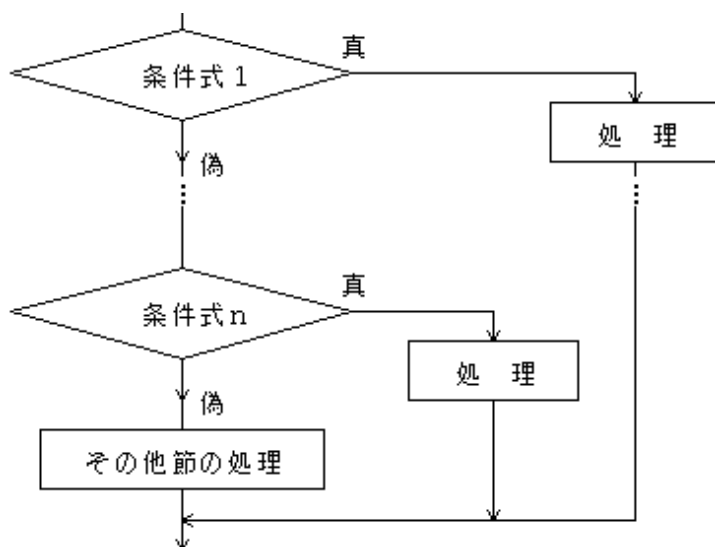 真
条件式1
処 理
偽
真
条件式n
処 理
偽
その他節の処理